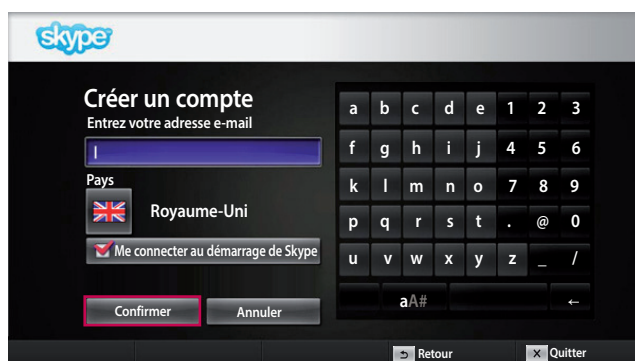 skype
Créer un compte
Entrez votre adresse e-mail
Pays
Royaume-Uni
Me connecter au démarrage de Skype
Confirmer Annuler
a b c d e 1 2 3
f g h i j 4 5 6
k l m n o 7 8 9
p q r s t . @ 0
u v w x y z _ /
aA# ←
Retour X Quitter